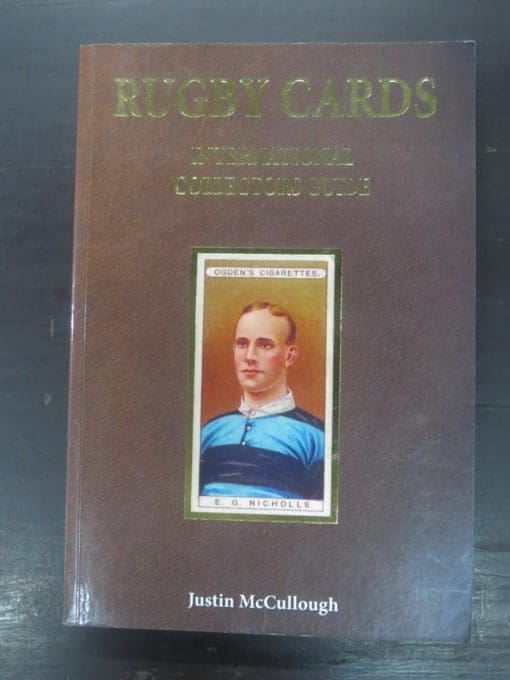 RUGBY CARDS
INTERNATIONAL
COLLECTORS GUIDE
OGDEN'S CIGARETTES.
E. G. NICHOLLS.
Justin McCullough